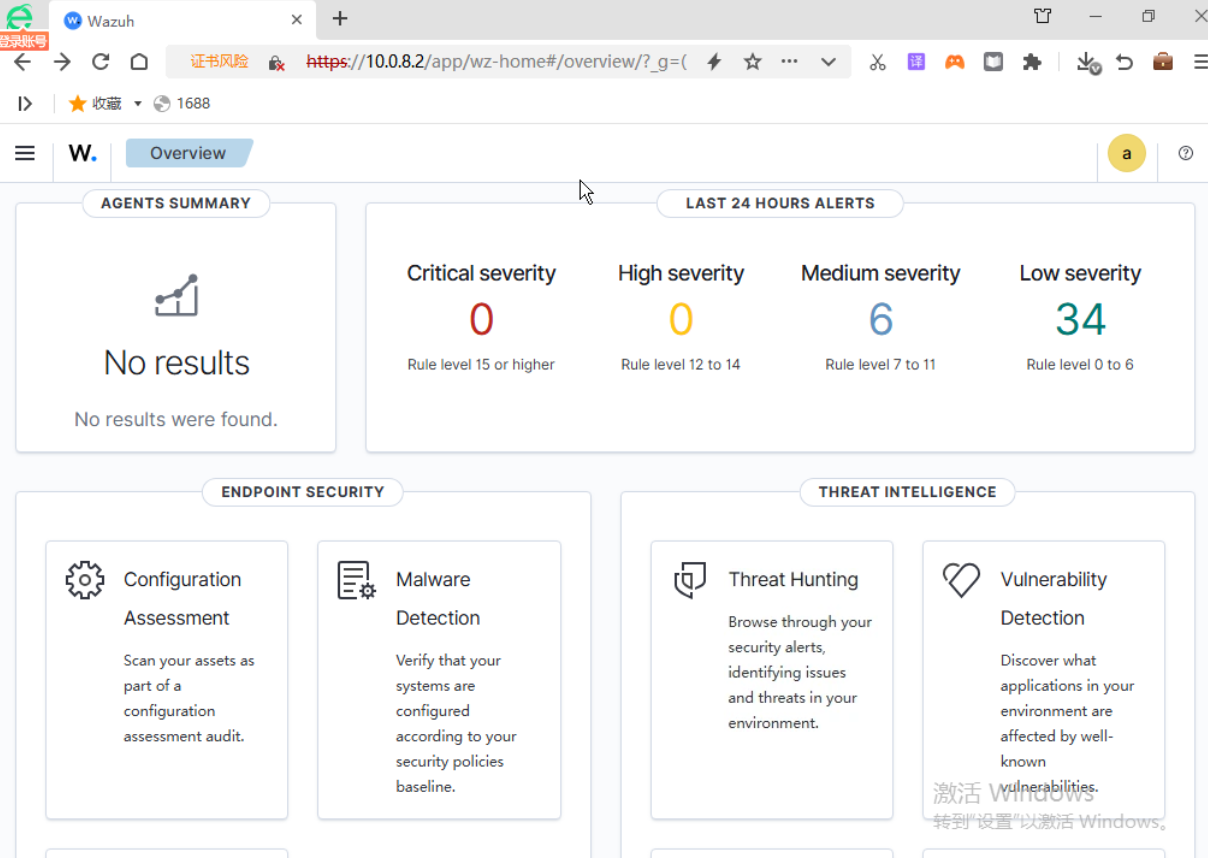 Wazuh
登录账号
证书风险
https://10.0.8.2/app/wz-home#/overview/?_g=(
译
收藏
1688
W.
Overview
a
AGENTS SUMMARY
No results
No results were found.
LAST 24 HOURS ALERTS
Critical severity
0
Rule level 15 or higher
High severity
0
Rule level 12 to 14
Medium severity
6
Rule level 7 to 11
Low severity
34
Rule level 0 to 6
ENDPOINT SECURITY
Configuration
Assessment
Scan your assets as
part of a
configuration
assessment audit.
Malware
Detection
Verify that your
systems are
configured
according to your
security policies
baseline.
THREAT INTELLIGENCE
Threat Hunting
Browse through your
security alerts,
identifying issues
and threats in your
environment.
Vulnerability
Detection
Discover what
applications in your
environment are
affected by well-
known
vulnerabilities.
激活 Windows
转到"设置"以激活 Windows。